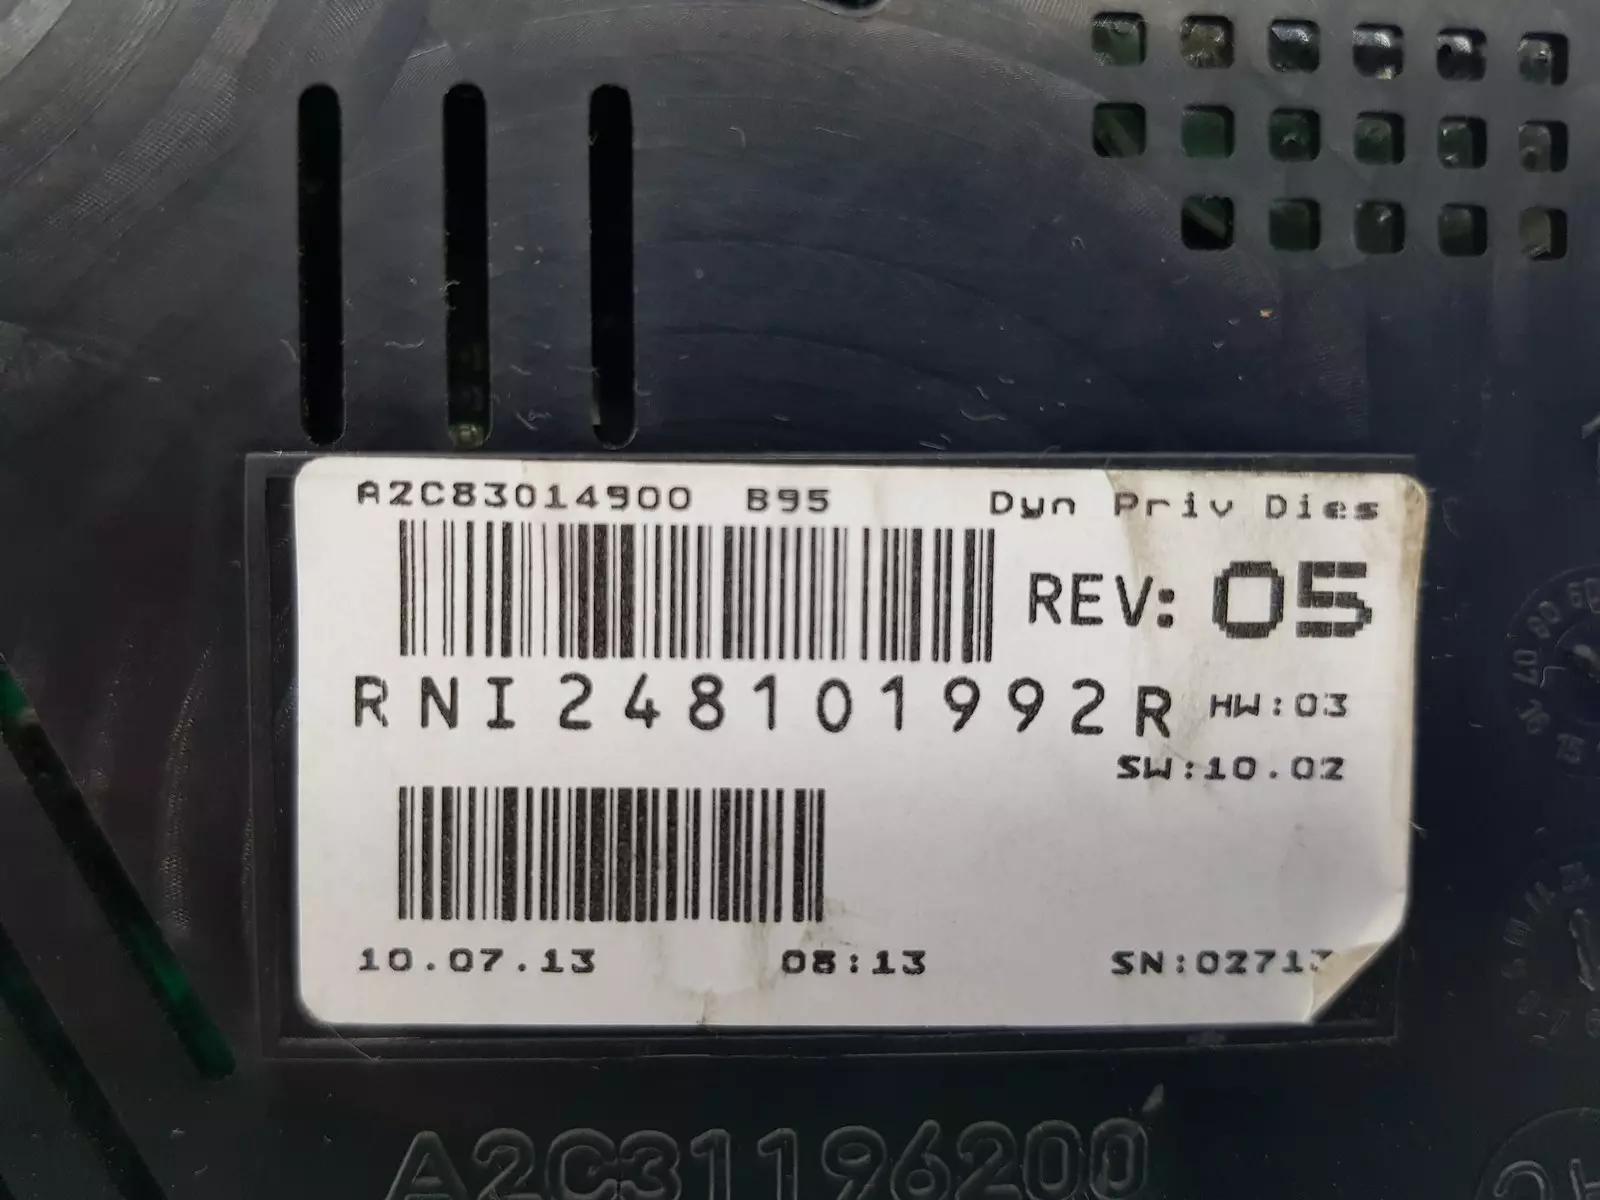 A2C83014900 B95 Dyn Priv Dies
REV: 05
RNI248101992R HW:03
SW:10.02
10.07.13 08:13
A2C31196200